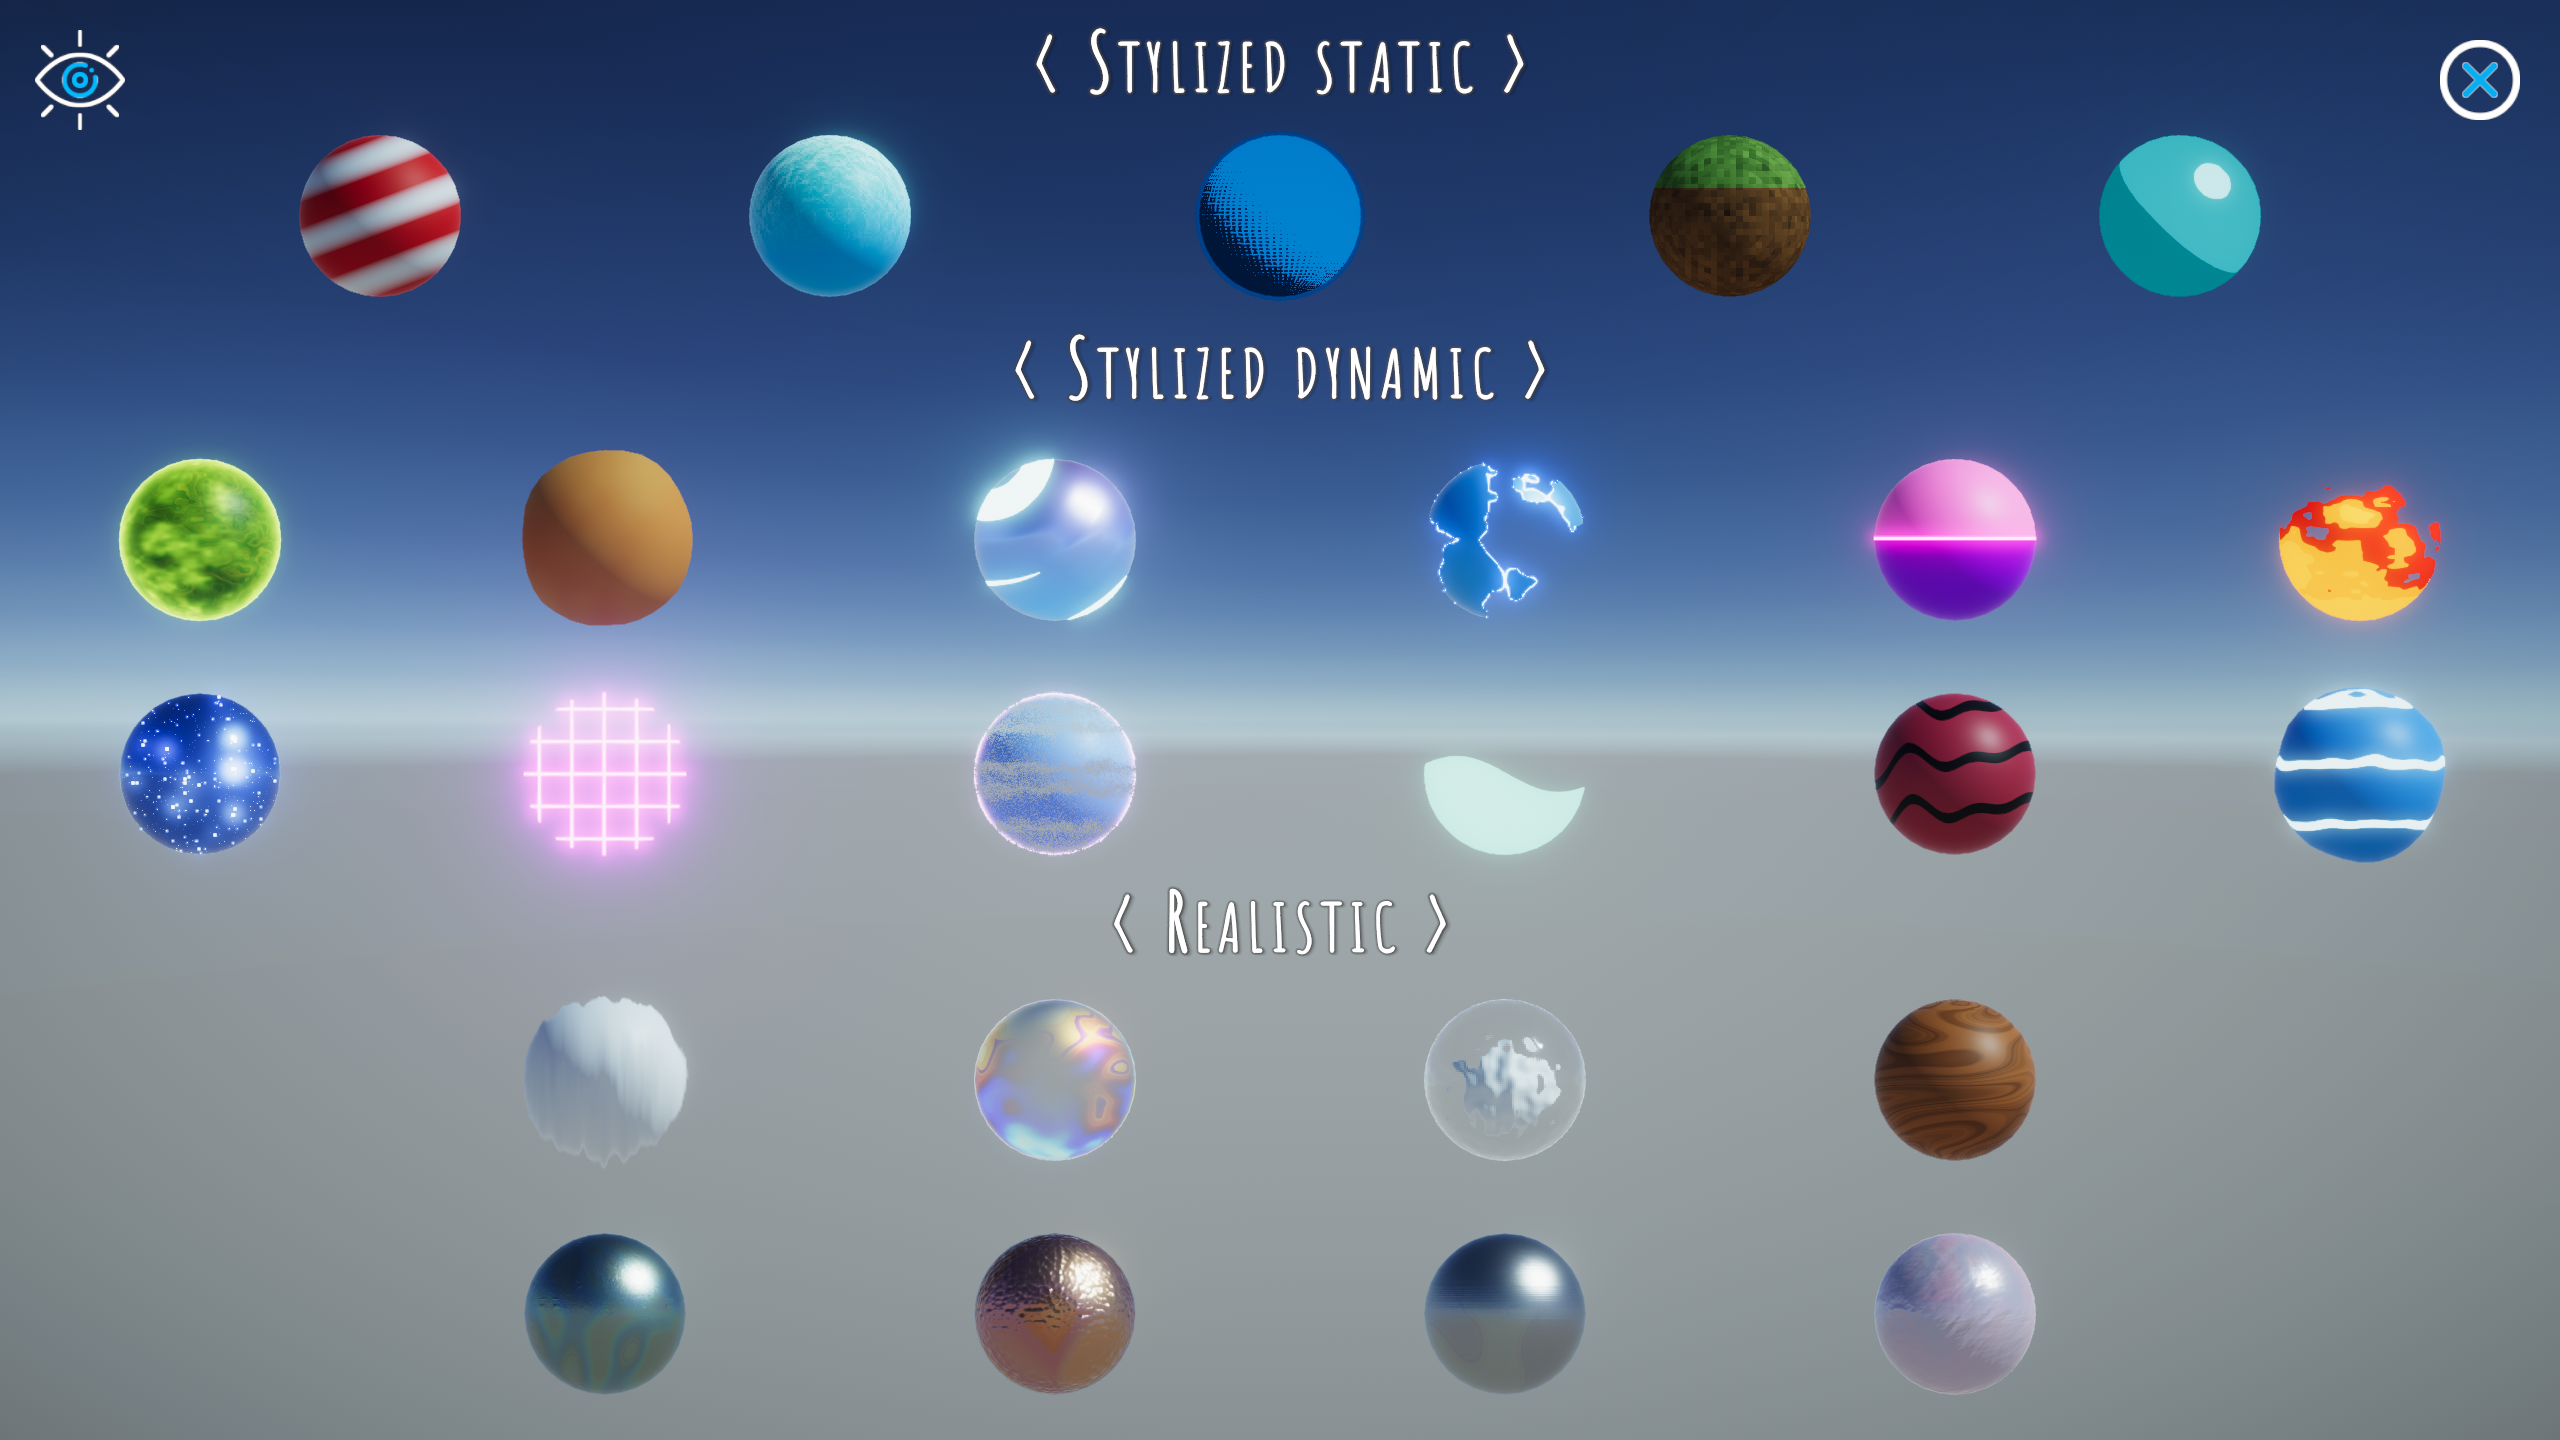 < Stylized static >
< Stylized dynamic >
< Realistic >